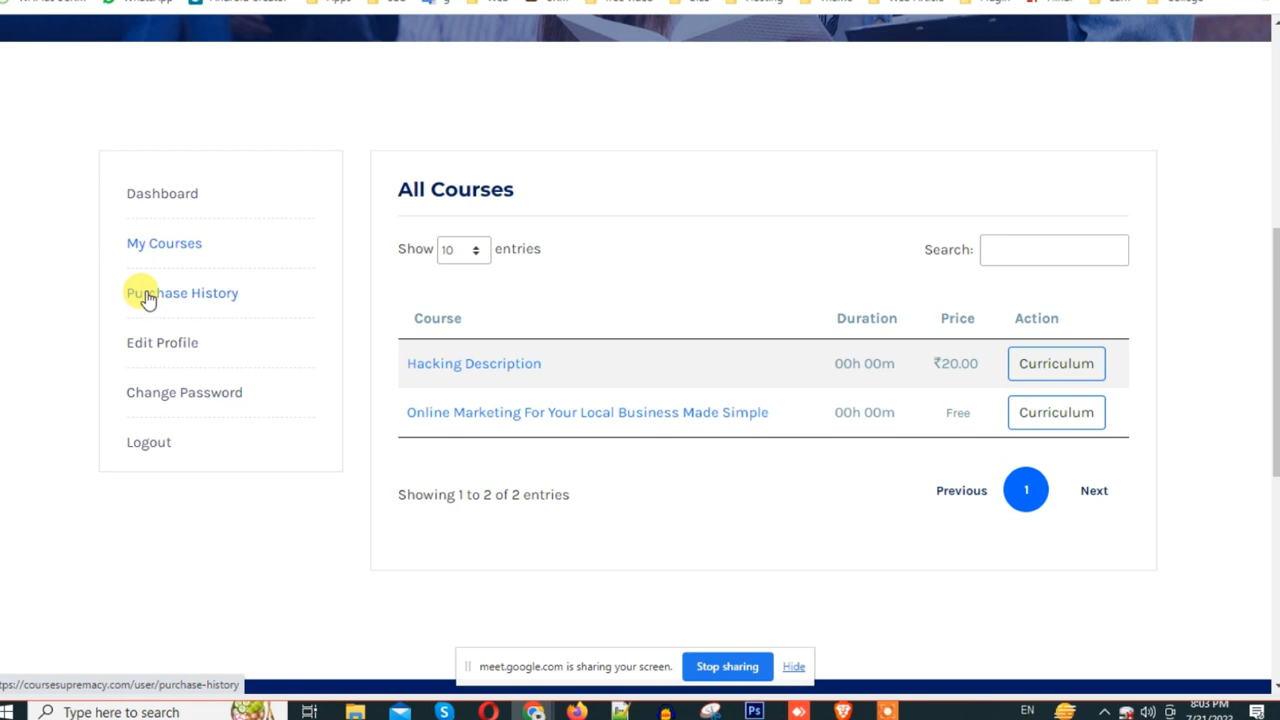 Dashboard
My Courses
Purchase History
Edit Profile
Change Password
Logout
All Courses
Show 10 entries
Search:
Course Duration Price Action
Hacking Description 00h 00m ₹20.00 Curriculum
Online Marketing For Your Local Business Made Simple 00h 00m Free Curriculum
Showing 1 to 2 of 2 entries
Previous 1 Next
meet.google.com is sharing your screen. Stop sharing Hide
tps://coursesupremacy.com/user/purchase-history
Type here to search
EN
8:03 PM